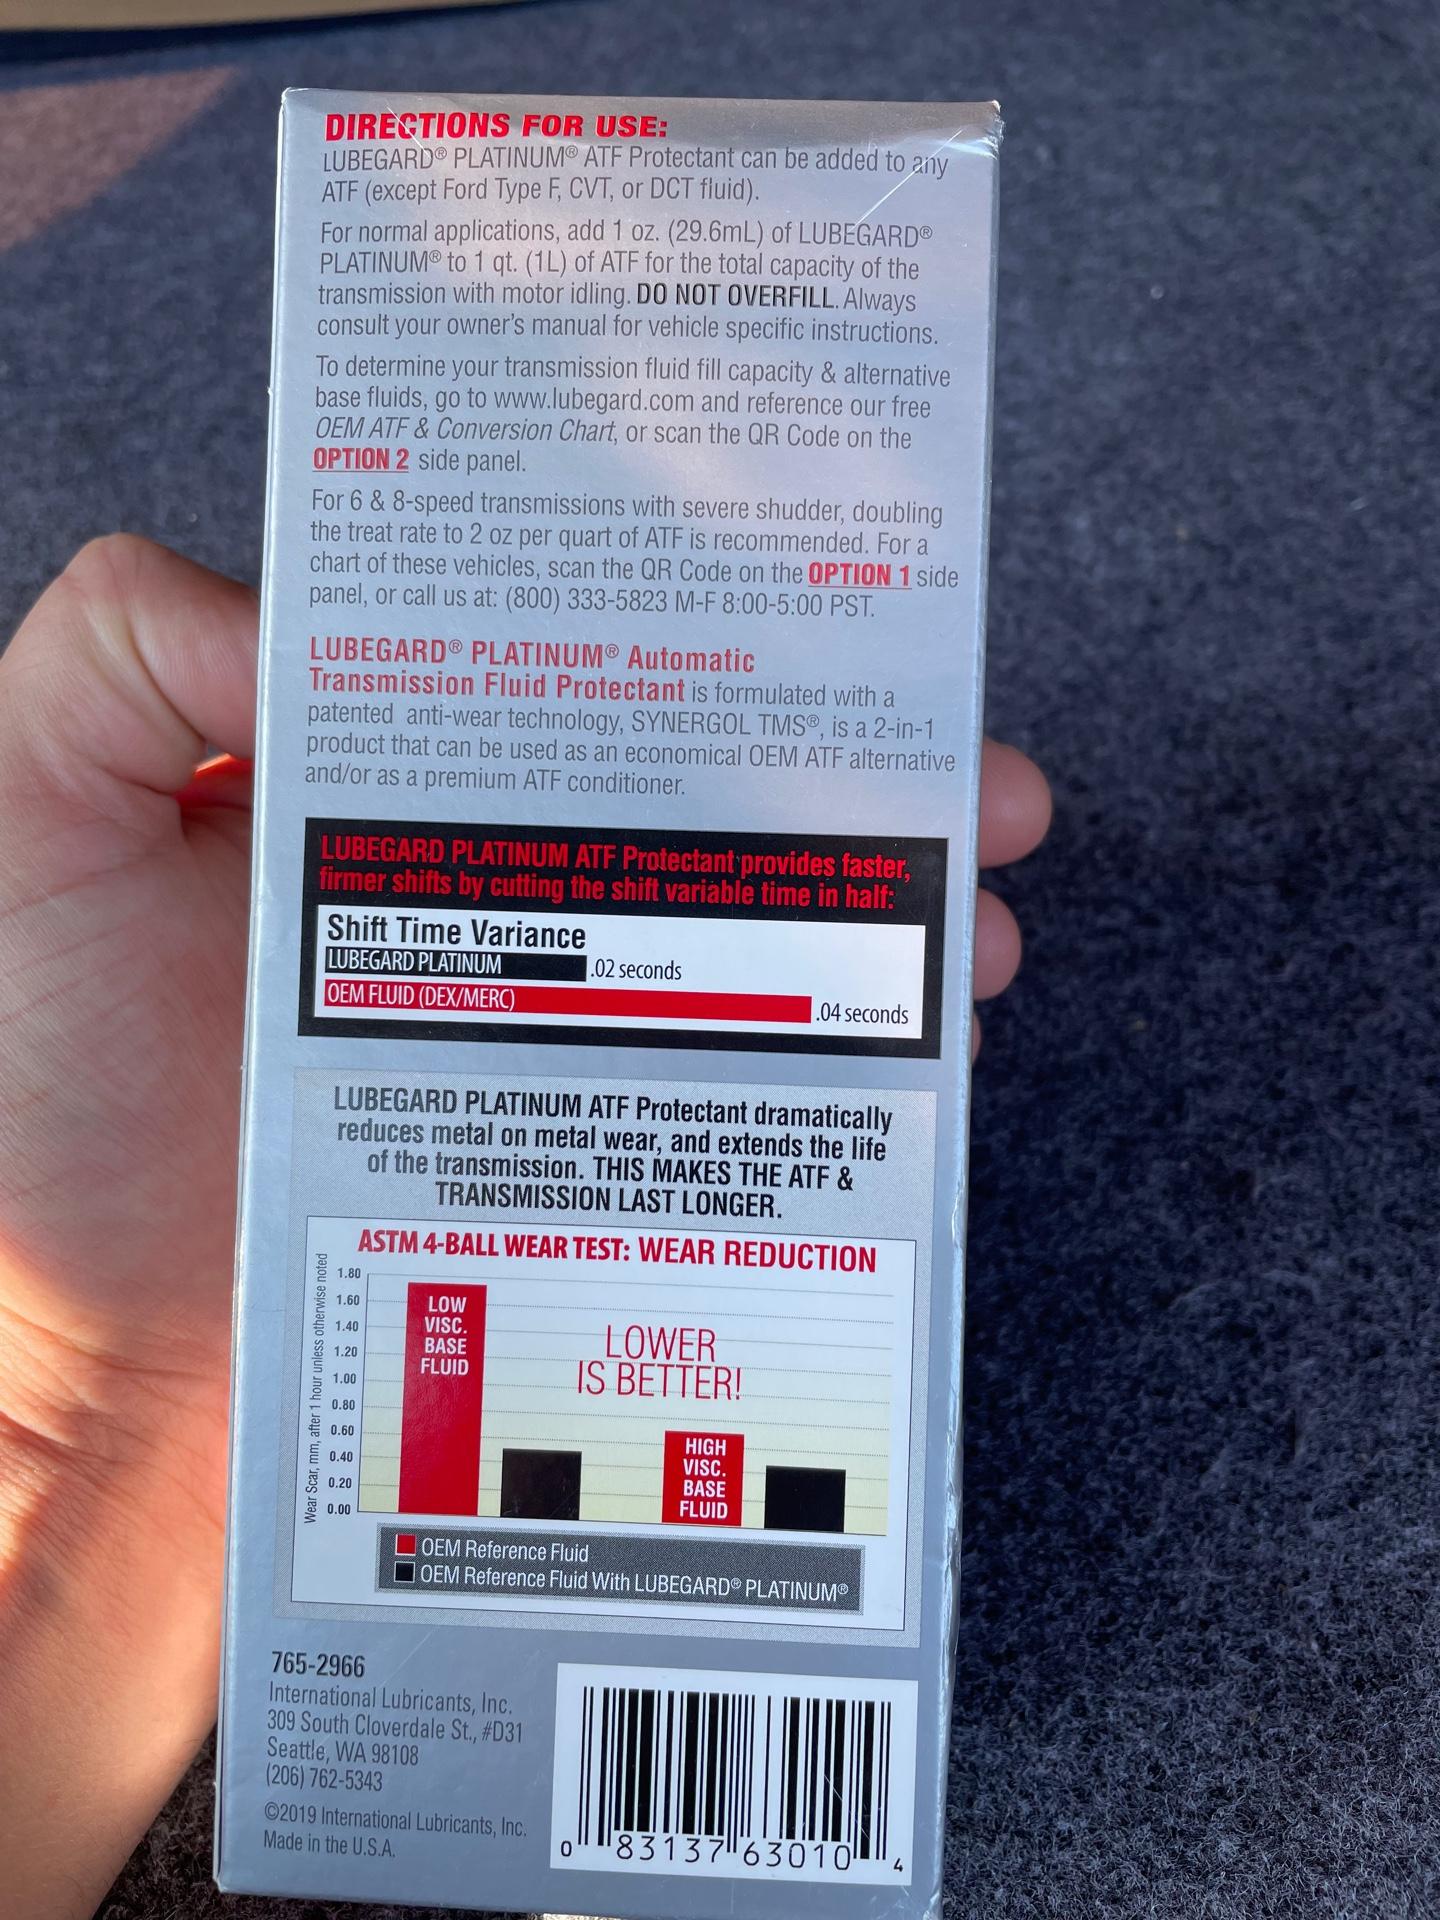 DIRECTIONS FOR USE:
LUBEGARD® PLATINUM® ATF Protectant can be added to any
ATF (except Ford Type F, CVT, or DCT fluid).
For normal applications, add 1 oz. (29.6mL) of LUBEGARD®
PLATINUM® to 1 qt. (1L) of ATF for the total capacity of the
transmission with motor idling. DO NOT OVERFILL. Always
consult your owner's manual for vehicle specific instructions.
To determine your transmission fluid fill capacity & alternative
base fluids, go to www.lubegard.com and reference our free
OEM ATF & Conversion Chart, or scan the QR Code on the
OPTION 2 side panel.
For 6 & 8-speed transmissions with severe shudder, doubling
the treat rate to 2 oz per quart of ATF is recommended. For a
chart of these vehicles, scan the QR Code on the OPTION 1 side
panel, or call us at: (800) 333-5823 M-F 8:00-5:00 PST.
LUBEGARD® PLATINUM® Automatic
Transmission Fluid Protectant is formulated with a
patented anti-wear technology, SYNERGOL TMS®, is a 2-in-1
product that can be used as an economical OEM ATF alternative
and/or as a premium ATF conditioner.
LUBEGARD PLATINUM ATF Protectant provides faster,
firmer shifts by cutting the shift variable time in half:
Shift Time Variance
LUBEGARD PLATINUM .02 seconds
OEM FLUID (DEX/MERC) .04 seconds
LUBEGARD PLATINUM ATF Protectant dramatically
reduces metal on metal wear, and extends the life
of the transmission. THIS MAKES THE ATF &
TRANSMISSION LAST LONGER.
ASTM 4-BALL WEAR TEST: WEAR REDUCTION
Wear Scar, mm, after 1 hour unless otherwise noted
1.80
1.60
1.40
1.20
1.00
0.80
0.60
0.40
0.20
0.00
LOW
VISC.
BASE
FLUID
LOWER
IS BETTER!
HIGH
VISC.
BASE
FLUID
OEM Reference Fluid
OEM Reference Fluid With LUBEGARD® PLATINUM®
765-2966
International Lubricants, Inc.
309 South Cloverdale St., #D31
Seattle, WA 98108
(206) 762-5343
©2019 International Lubricants, Inc.
Made in the U.S.A.
0 83137 63010 4